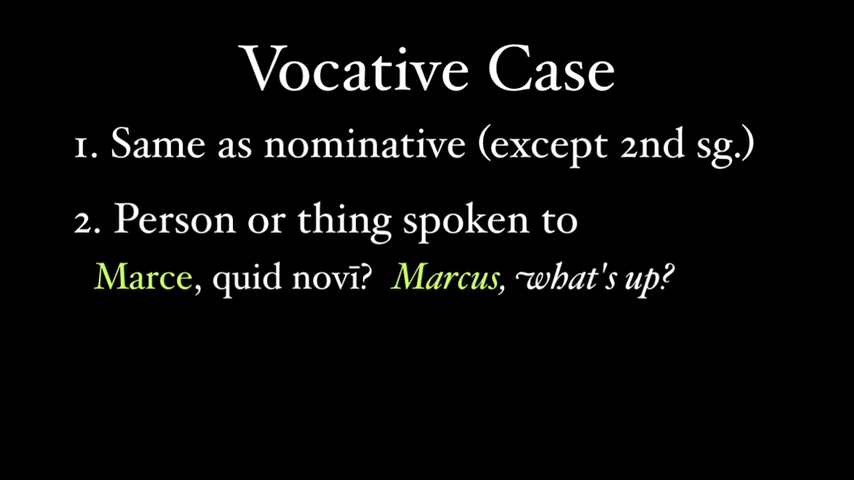 Vocative Case
1. Same as nominative (except 2nd sg.)
2. Person or thing spoken to
Marce, quid novī? Marcus, what's up?